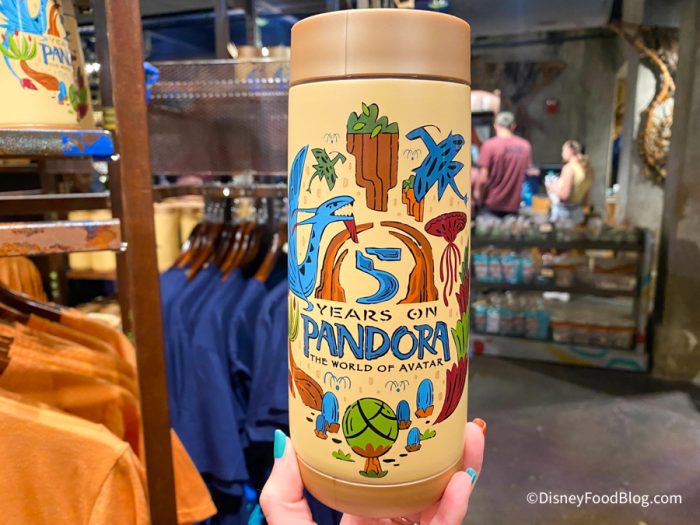 5
YEARS ON
PANDORA
THE WORLD OF AVATAR
©DisneyFoodBlog.com